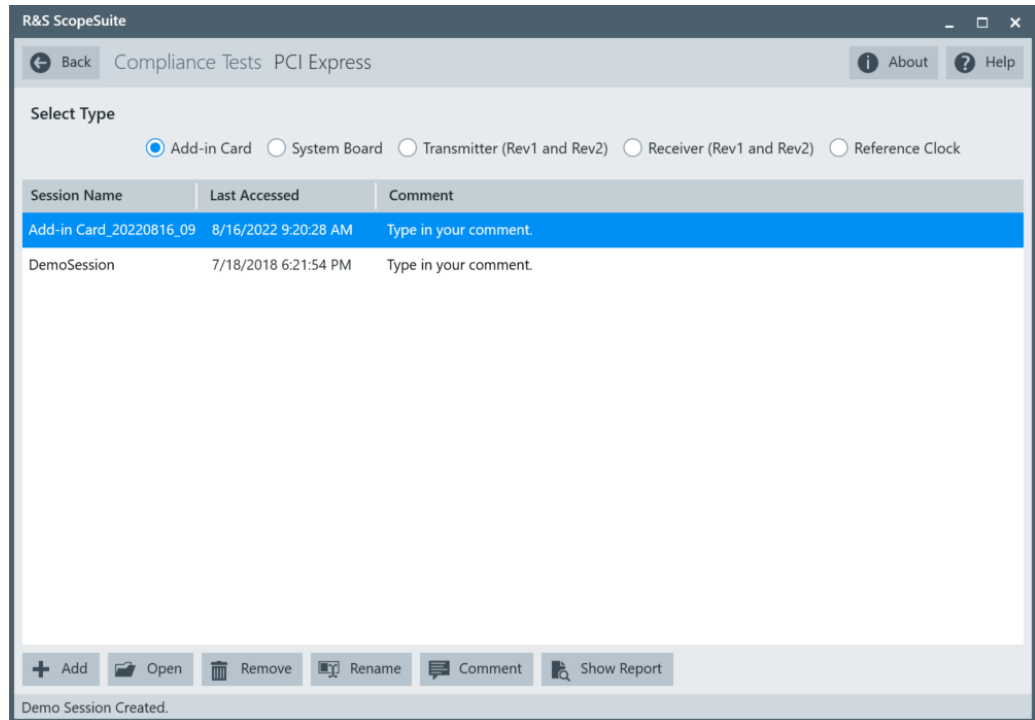 R&S ScopeSuite
Back Compliance Tests PCI Express About Help
Select Type
Add-in Card System Board Transmitter (Rev1 and Rev2) Receiver (Rev1 and Rev2) Reference Clock
Session Name Last Accessed Comment
Add-in Card_20220816_09 8/16/2022 9:20:28 AM Type in your comment.
DemoSession 7/18/2018 6:21:54 PM Type in your comment.
Add Open Remove Rename Comment Show Report
Demo Session Created.